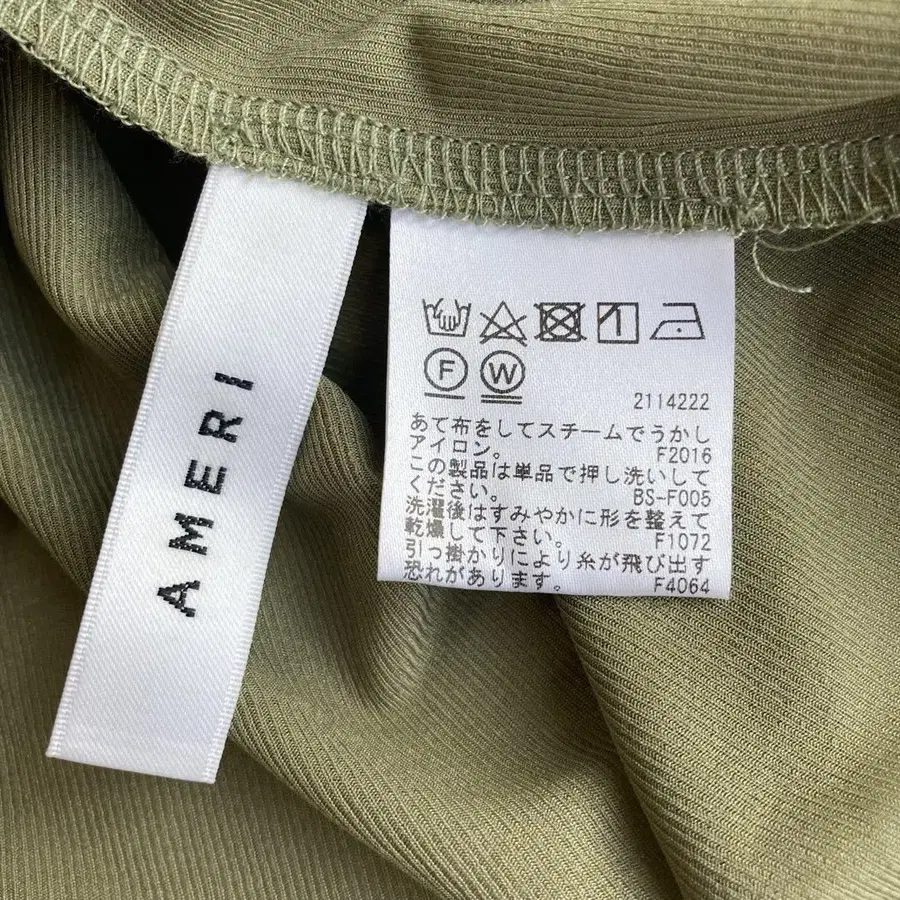 AMERI
F W
2114222
あて布をしてスチームでうかし
アイロン。 F2016
この製品は単品で押し洗いして
ください。 BS-F005
洗濯後はすみやかに形を整えて
乾燥して下さい。 F1072
引っ掛かりにより糸が飛び出す
恐れがあります。 F4064